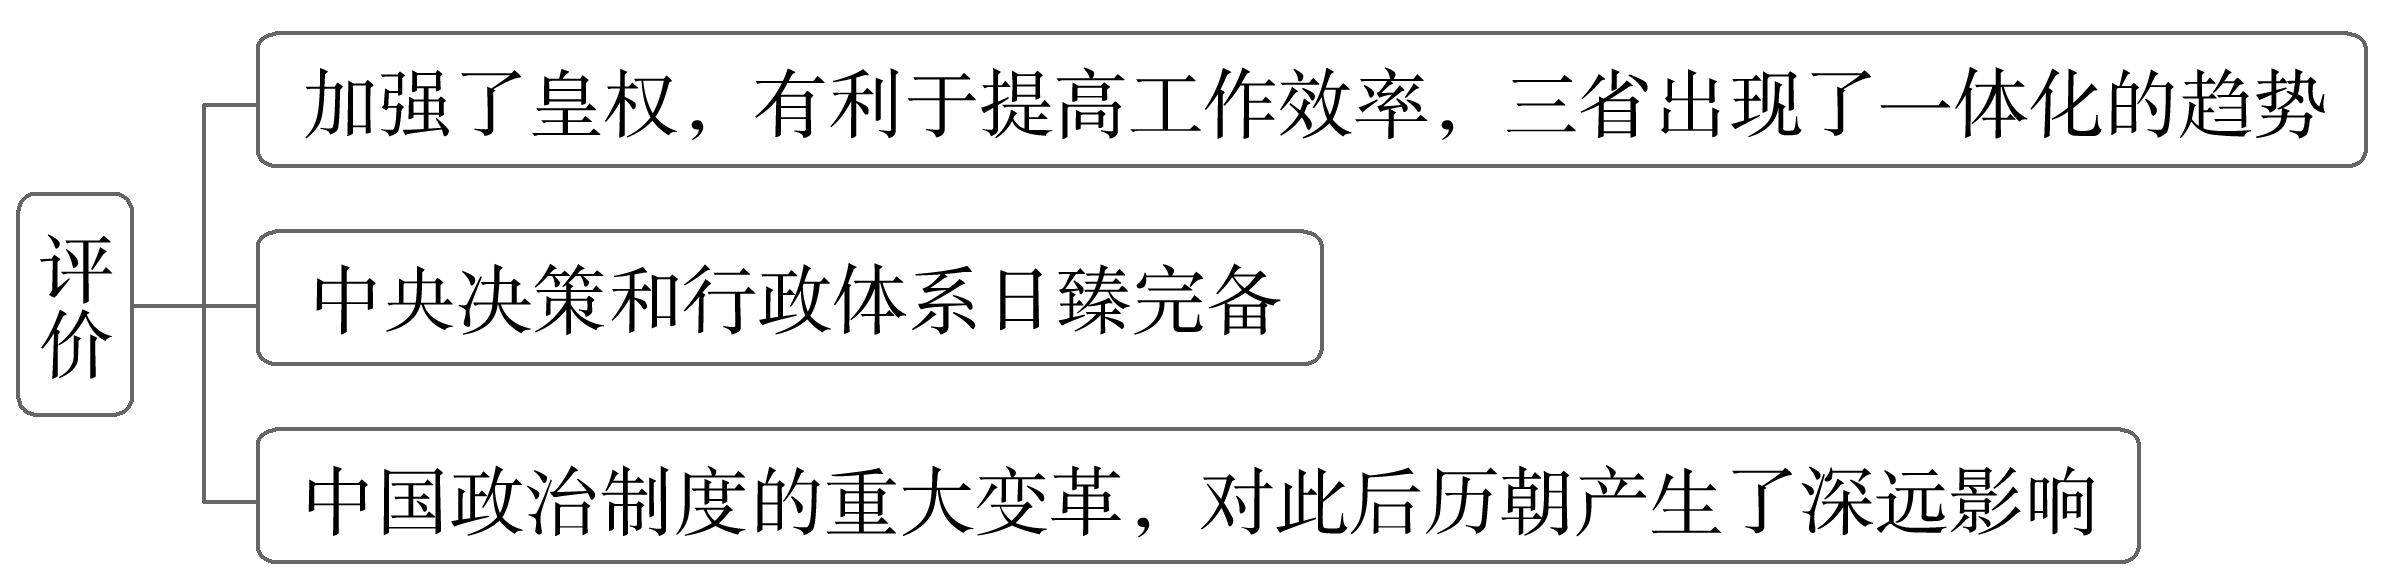 评价
加强了皇权，有利于提高工作效率，三省出现了一体化的趋势
中央决策和行政体系日臻完备
中国政治制度的重大变革，对此后历朝产生了深远影响